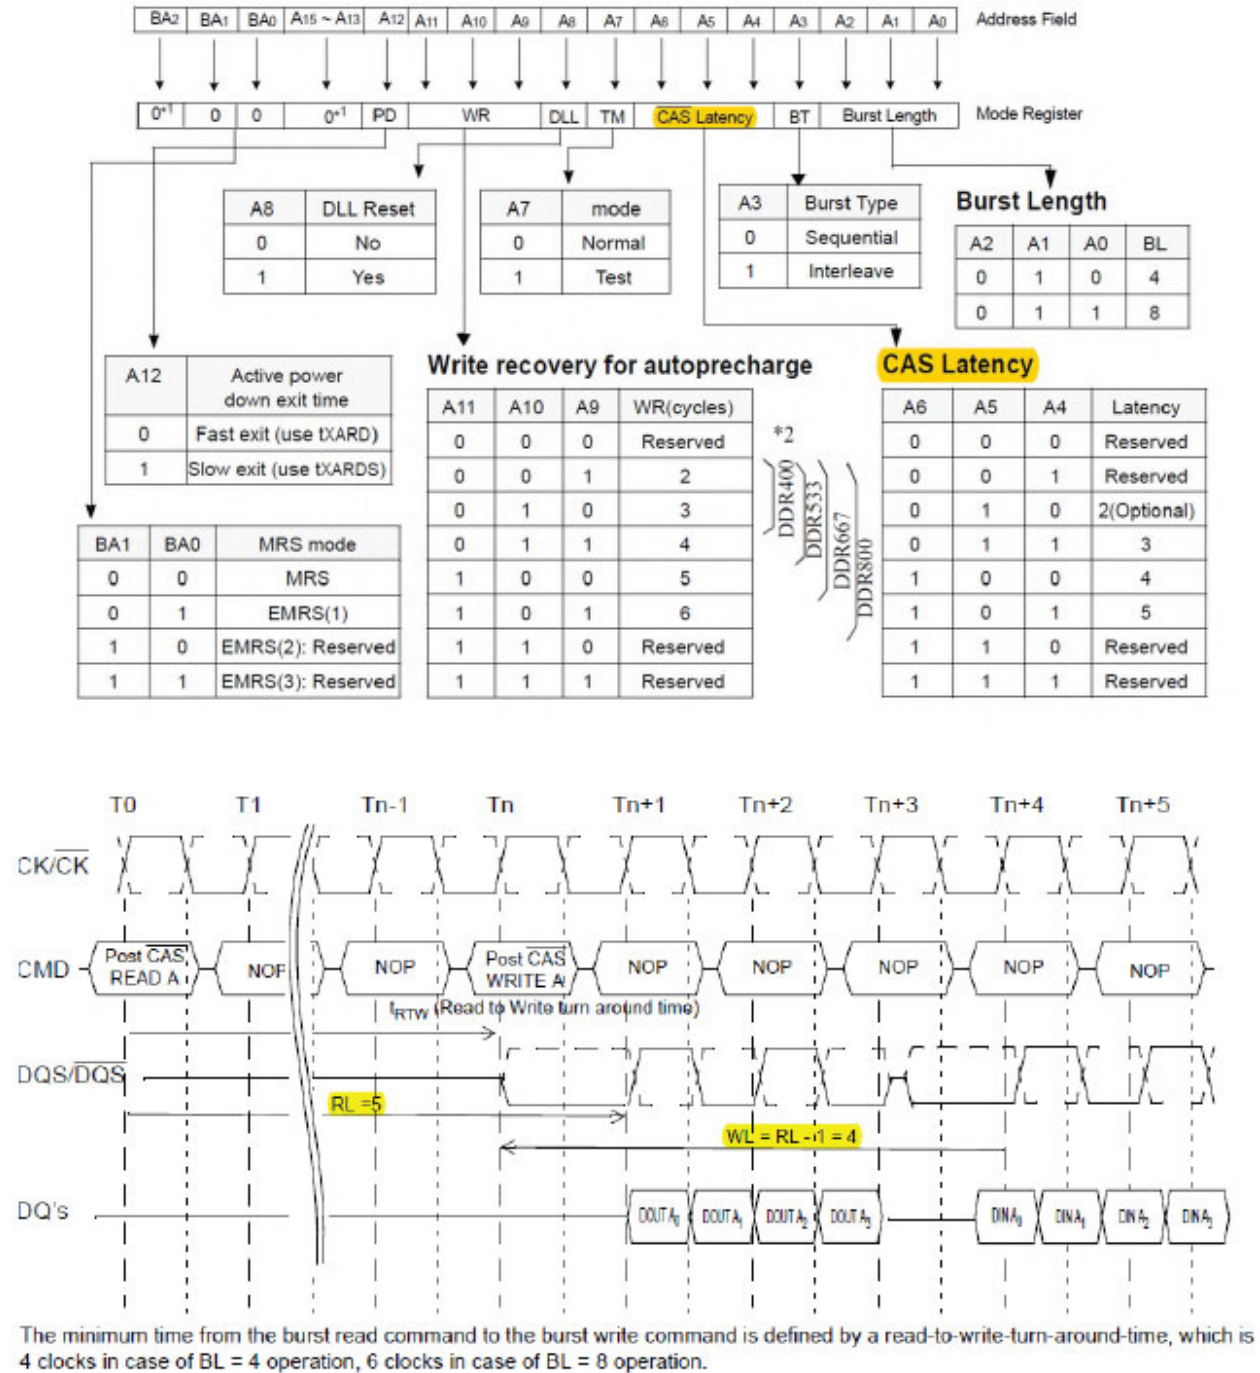 BA2 BA1 BA0 A15 ~ A13 A12 A11 A10 A9 A8 A7 A6 A5 A4 A3 A2 A1 A0 Address Field
0*1 0 0 0*1 PD WR DLL TM CAS Latency BT Burst Length Mode Register
A8 DLL Reset
0 No
1 Yes
A7 mode
0 Normal
1 Test
A3 Burst Type
0 Sequential
1 Interleave
Burst Length
A2 A1 A0 BL
0 1 0 4
0 1 1 8
A12 Active power
down exit time
0 Fast exit (use tXARD)
1 Slow exit (use tXARDS)
Write recovery for autoprecharge
A11 A10 A9 WR(cycles)
0 0 0 Reserved
0 0 1 2
0 1 0 3
0 1 1 4
1 0 0 5
1 0 1 6
1 1 0 Reserved
1 1 1 Reserved
*2
DDR400
DDR533
DDR667
DDR800
CAS Latency
A6 A5 A4 Latency
0 0 0 Reserved
0 0 1 Reserved
0 1 0 2(Optional)
0 1 1 3
1 0 0 4
1 0 1 5
1 1 0 Reserved
1 1 1 Reserved
BA1 BA0 MRS mode
0 0 MRS
0 1 EMRS(1)
1 0 EMRS(2): Reserved
1 1 EMRS(3): Reserved
T0 T1 Tn-1 Tn Tn+1 Tn+2 Tn+3 Tn+4 Tn+5
CK/CK
CMD Post CAS READ A NOP NOP Post CAS WRITE A NOP NOP NOP NOP NOP
tRTW (Read to Write turn around time)
DQS/DQS
RL =5
WL = RL - 1 = 4
DQ's DOUT A0 DOUT A1 DOUT A2 DOUT A3 DIN A0 DIN A1 DIN A2 DIN A3
The minimum time from the burst read command to the burst write command is defined by a read-to-write-turn-around-time, which is
4 clocks in case of BL = 4 operation, 6 clocks in case of BL = 8 operation.